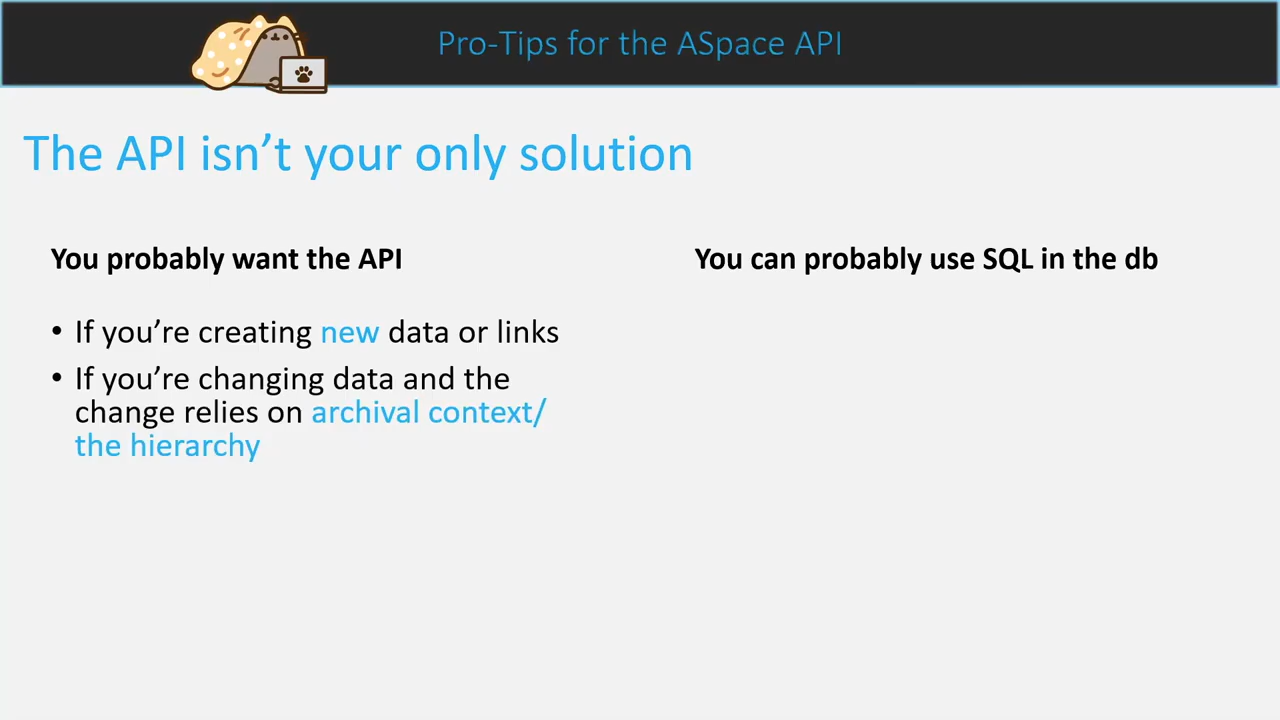 Pro-Tips for the ASpace API
The API isn’t your only solution
You probably want the API
• If you’re creating new data or links
• If you’re changing data and the
change relies on archival context/
the hierarchy
You can probably use SQL in the db